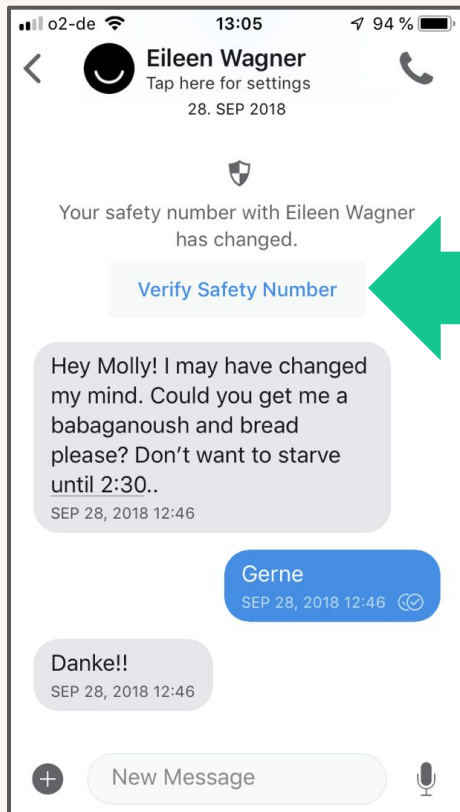 o2-de 13:05 94 %
Eileen Wagner
Tap here for settings
28. SEP 2018
Your safety number with Eileen Wagner
has changed.
Verify Safety Number
Hey Molly! I may have changed
my mind. Could you get me a
babaganoush and bread
please? Don’t want to starve
until 2:30..
SEP 28, 2018 12:46
Gerne
SEP 28, 2018 12:46
Danke!!
SEP 28, 2018 12:46
New Message